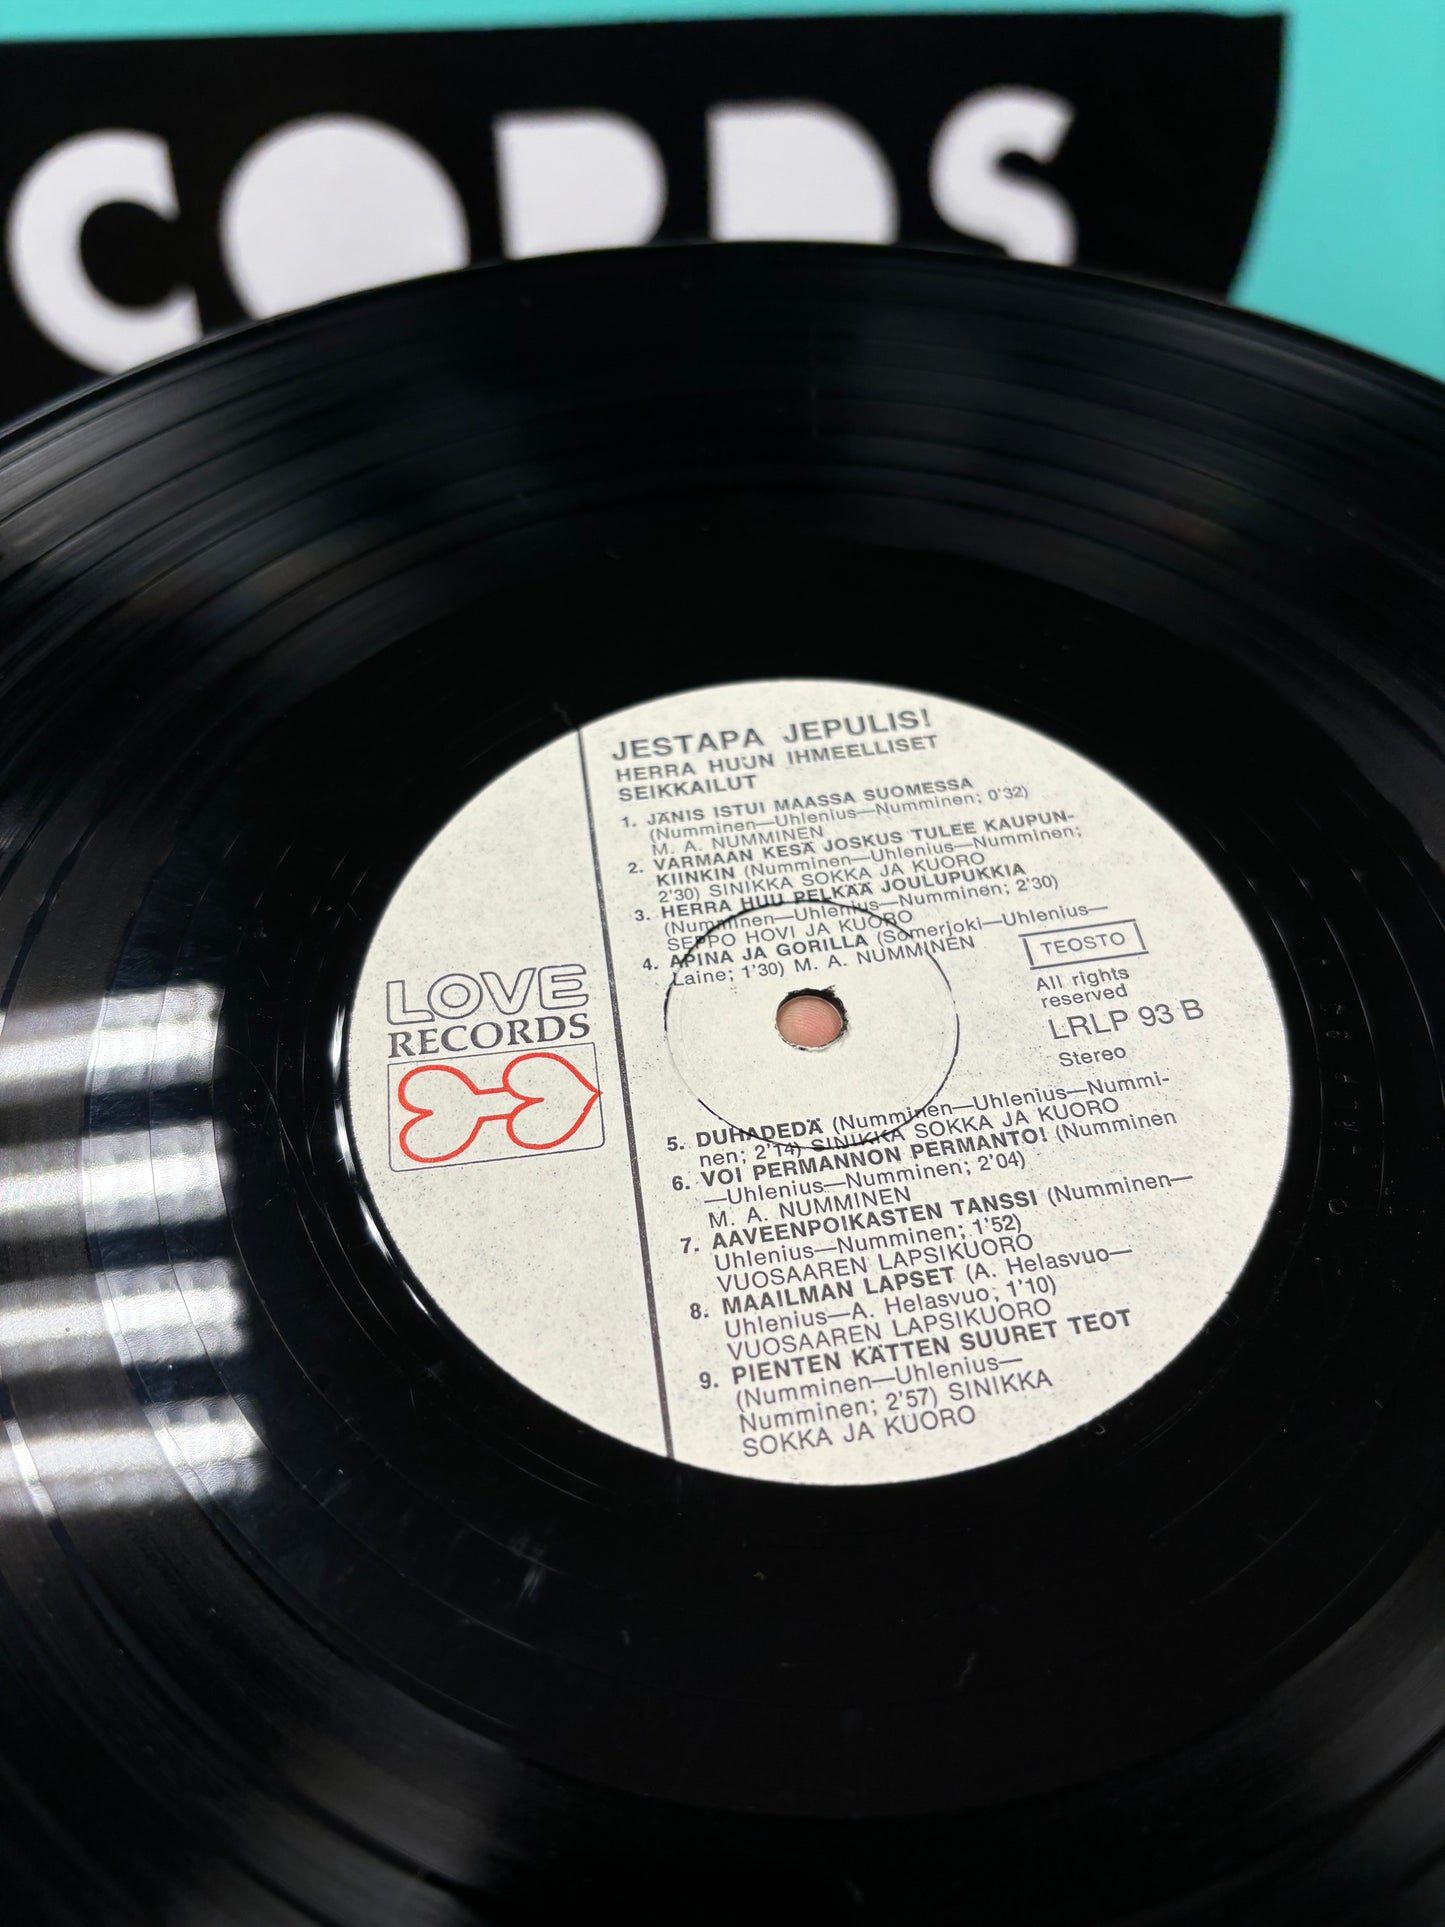 CORDS
JESTAPA JEPULIS!
HERRA HUUN IHMEELLISET
SEIKKAILUT
1. JÄNIS ISTUI MAASSA SUOMESSA
(Numminen—Uhlenius—Numminen; 0'32)
M. A. NUMMINEN
2. VARMAAN KESÄ JOSKUS TULEE KAUPUN-
KIINKIN (Numminen—Uhlenius—Numminen;
2'30) SINIKKA SOKKA JA KUORO
3. HERRA HUU PELKÄÄ JOULUPUKKIA
(Numminen—Uhlenius—Numminen; 2'30)
SEPPO HOVI JA KUORO
4. APINA JA GORILLA (Somerjoki—Uhlenius—
Laine; 1'30) M. A. NUMMINEN
TEOSTO
All rights
reserved
LRLP 93 B
Stereo
LOVE
RECORDS
5. DUHADEDÄ (Numminen—Uhlenius—Nummi-
nen; 2'14) SINIKKA SOKKA JA KUORO
6. VOI PERMANNON PERMANTO! (Numminen
—Uhlenius—Numminen; 2'04)
M. A. NUMMINEN
7. AAVEENPOIKASTEN TANSSI (Numminen—
Uhlenius—Numminen; 1'52)
VUOSAAREN LAPSIKUORO
8. MAAILMAN LAPSET (A. Helasvuo—
Uhlenius—A. Helasvuo; 1'10)
VUOSAAREN LAPSIKUORO
9. PIENTEN KÄTTEN SUURET TEOT
(Numminen—Uhlenius—
Numminen; 2'57) SINIKKA
SOKKA JA KUORO